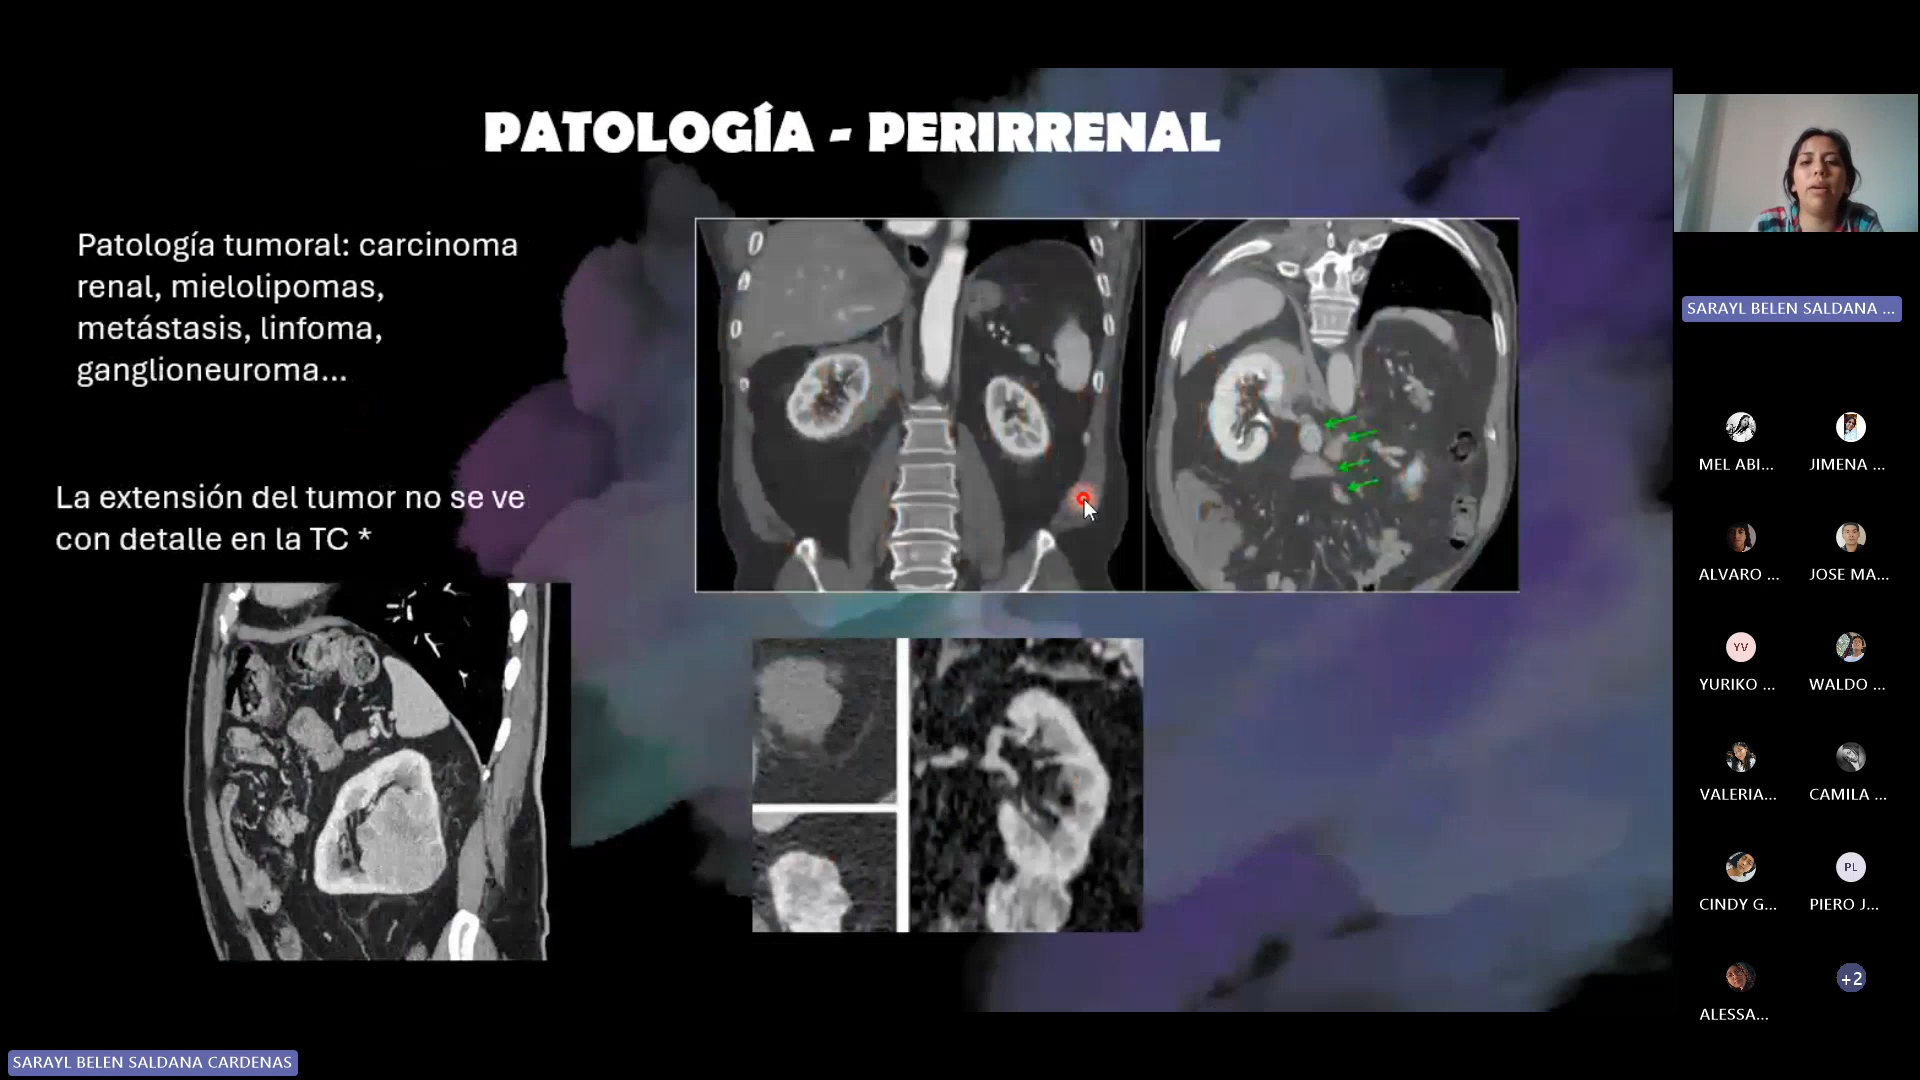 PATOLOGÍA - PERIRRENAL
Patología tumoral: carcinoma
renal, mielolipomas,
metástasis, linfoma,
ganglioneuroma...
La extensión del tumor no se ve
con detalle en la TC *
SARAYL BELEN SALDANA ...
MEL ABI...
JIMENA ...
ALVARO ...
JOSE MA...
YV
YURIKO ...
WALDO ...
VALERIA...
CAMILA ...
CINDY G...
PL
PIERO J...
ALESSA...
+2
SARAYL BELEN SALDANA CARDENAS